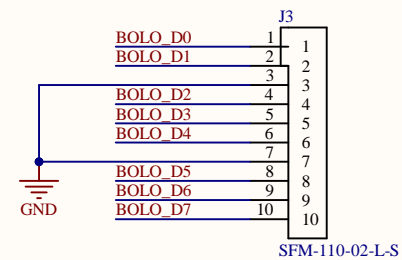 J3
BOLO_D0 1 1
BOLO_D1 2 2
3 3
BOLO_D2 4 4
BOLO_D3 5 5
BOLO_D4 6 6
7 7
BOLO_D5 8 8
BOLO_D6 9 9
BOLO_D7 10 10
GND
SFM-110-02-L-S